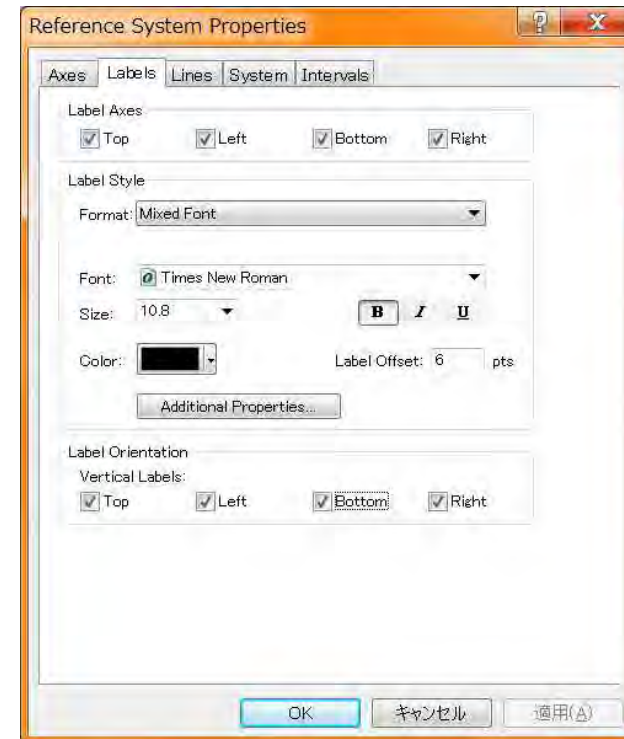 Reference System Properties
Axes Labels Lines System Intervals
Label Axes
Top Left Bottom Right
Label Style
Format: Mixed Font
Font: Times New Roman
Size: 10.8 B I U
Color: Label Offset: 6 pts
Additional Properties...
Label Orientation
Vertical Labels:
Top Left Bottom Right
OK キャンセル 適用(A)